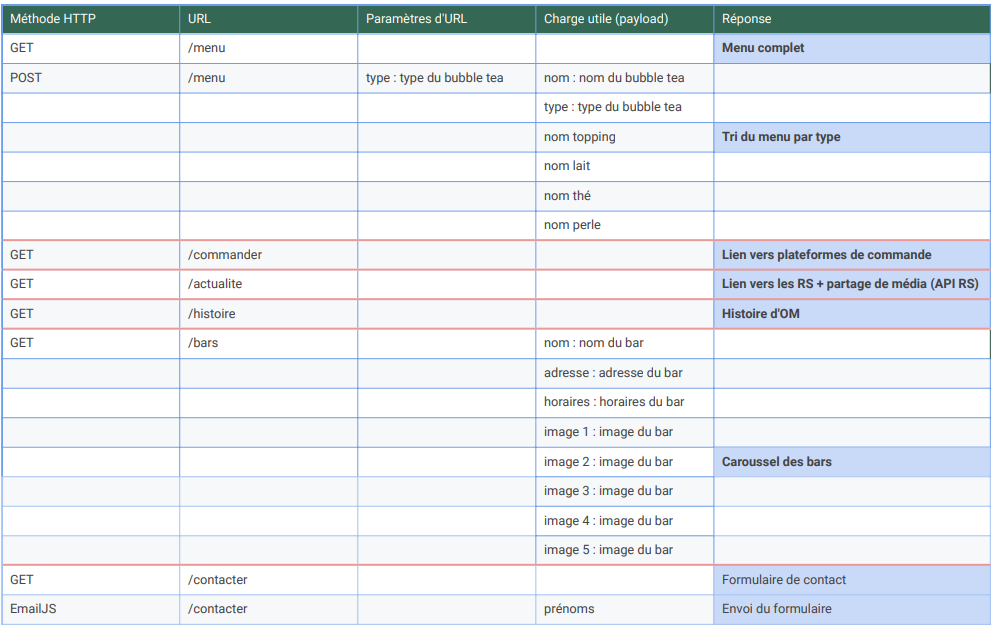 Méthode HTTP URL Paramètres d'URL Charge utile (payload) Réponse
GET /menu Menu complet
POST /menu type : type du bubble tea nom : nom du bubble tea
type : type du bubble tea
nom topping Tri du menu par type
nom lait
nom thé
nom perle
GET /commander Lien vers plateformes de commande
GET /actualite Lien vers les RS + partage de média (API RS)
GET /histoire Histoire d'OM
GET /bars nom : nom du bar
adresse : adresse du bar
horaires : horaires du bar
image 1 : image du bar
image 2 : image du bar Caroussel des bars
image 3 : image du bar
image 4 : image du bar
image 5 : image du bar
GET /contacter Formulaire de contact
EmailJS /contacter prénoms Envoi du formulaire